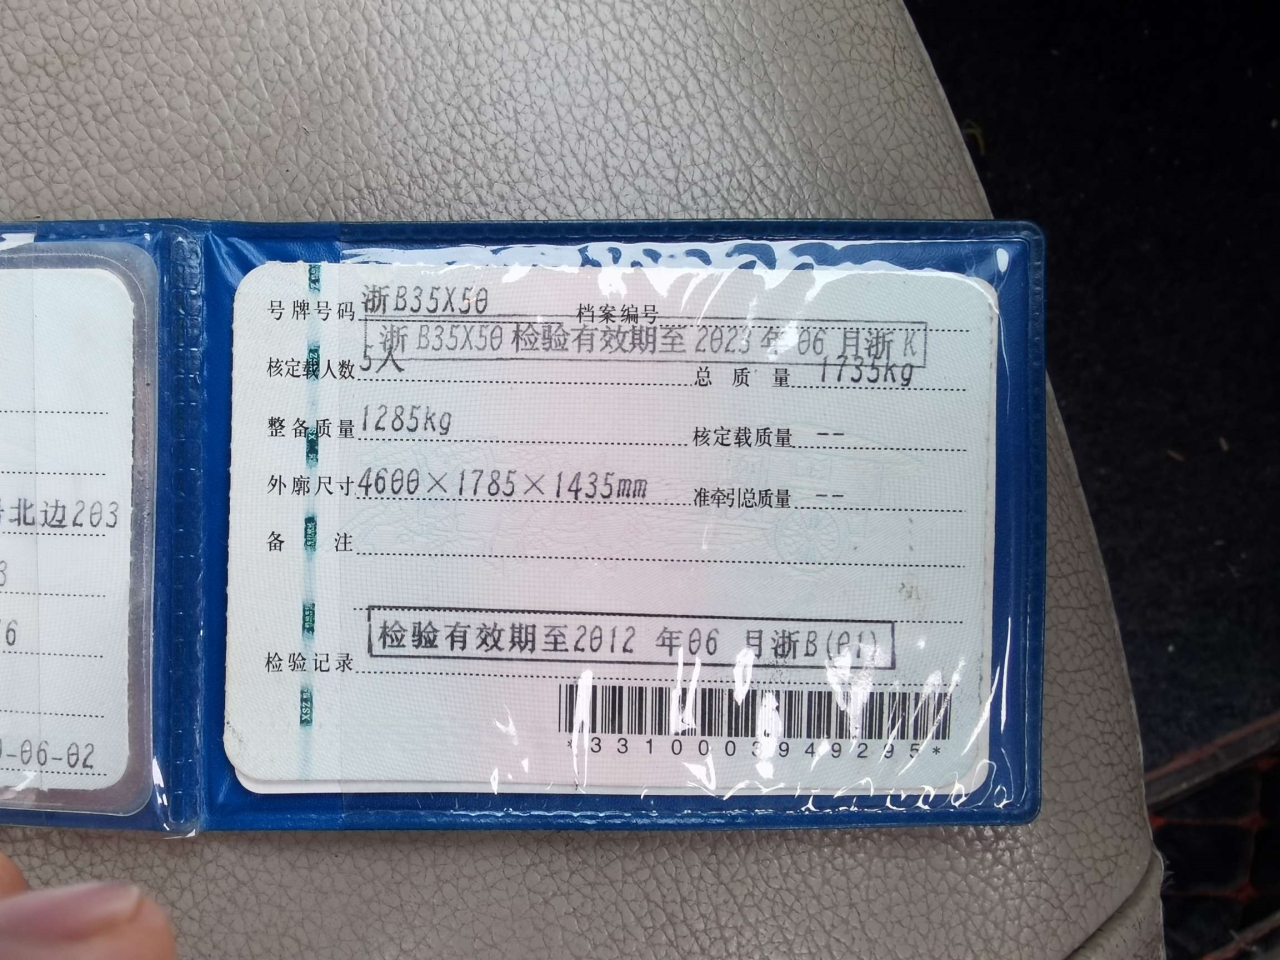 北边203
3
76
-06-02
号牌号码 浙B35X50 档案编号
浙B35X50检验有效期至2023年06月浙K
核定载人数 5人 总质量 1735kg
整备质量 1285kg 核定载质量 --
外廓尺寸 4600×1785×1435mm 准牵引总质量 --
备注
检验有效期至2012年06月浙B(01)
检验记录
*3310003949295*